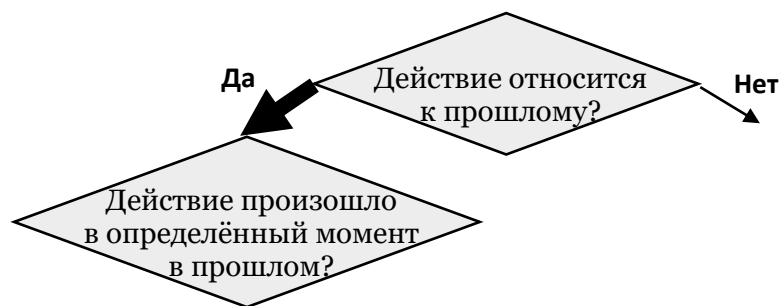 Действие относится
к прошлому?
Да
Нет
Действие произошло
в определённый момент
в прошлом?